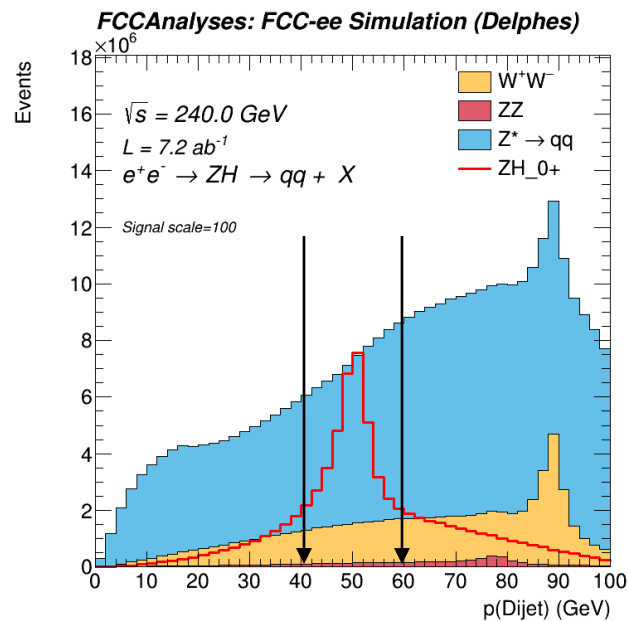 FCCAnalyses: FCC-ee Simulation (Delphes)
×10⁶
Events
18
16
14
12
10
8
6
4
2
0
√s = 240.0 GeV
L = 7.2 ab⁻¹
e⁺e⁻ → ZH → qq + X
Signal scale=100
W⁺W⁻
ZZ
Z* → qq
ZH_0+
0 10 20 30 40 50 60 70 80 90 100
p(Dijet) (GeV)